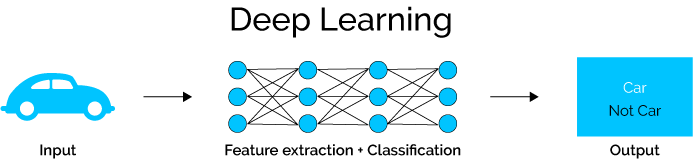 Deep Learning
Car
Not Car
Input
Feature extraction + Classification
Output